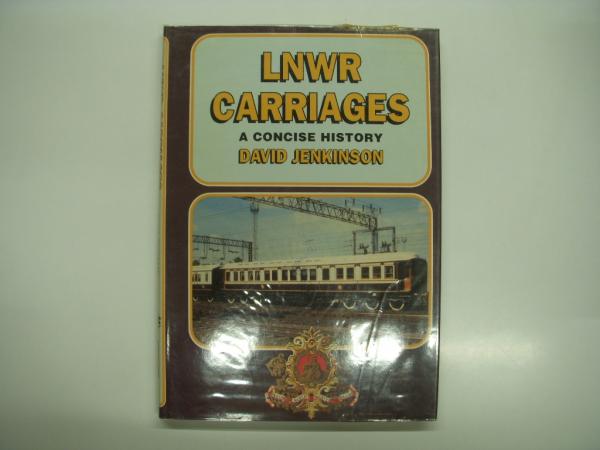 LNWR
CARRIAGES
A CONCISE HISTORY
DAVID JENKINSON